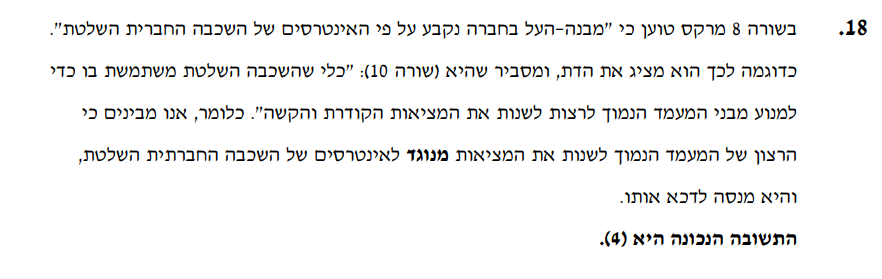 18. בשורה 8 מרקס טוען כי "מבנה-העל בחברה נקבע על פי האינטרסים של השכבה החברית השלטת".
כדוגמה לכך הוא מציג את הדת, ומסביר שהיא (שורה 10): "כלי שהשכבה השלטת משתמשת בו כדי
למנוע מבני המעמד הנמוך לרצות לשנות את המציאות הקודרת והקשה". כלומר, אנו מבינים כי
הרצון של המעמד הנמוך לשנות את המציאות מנוגד לאינטרסים של השכבה החברתית השלטת,
והיא מנסה לדכא אותו.
התשובה הנכונה היא (4).